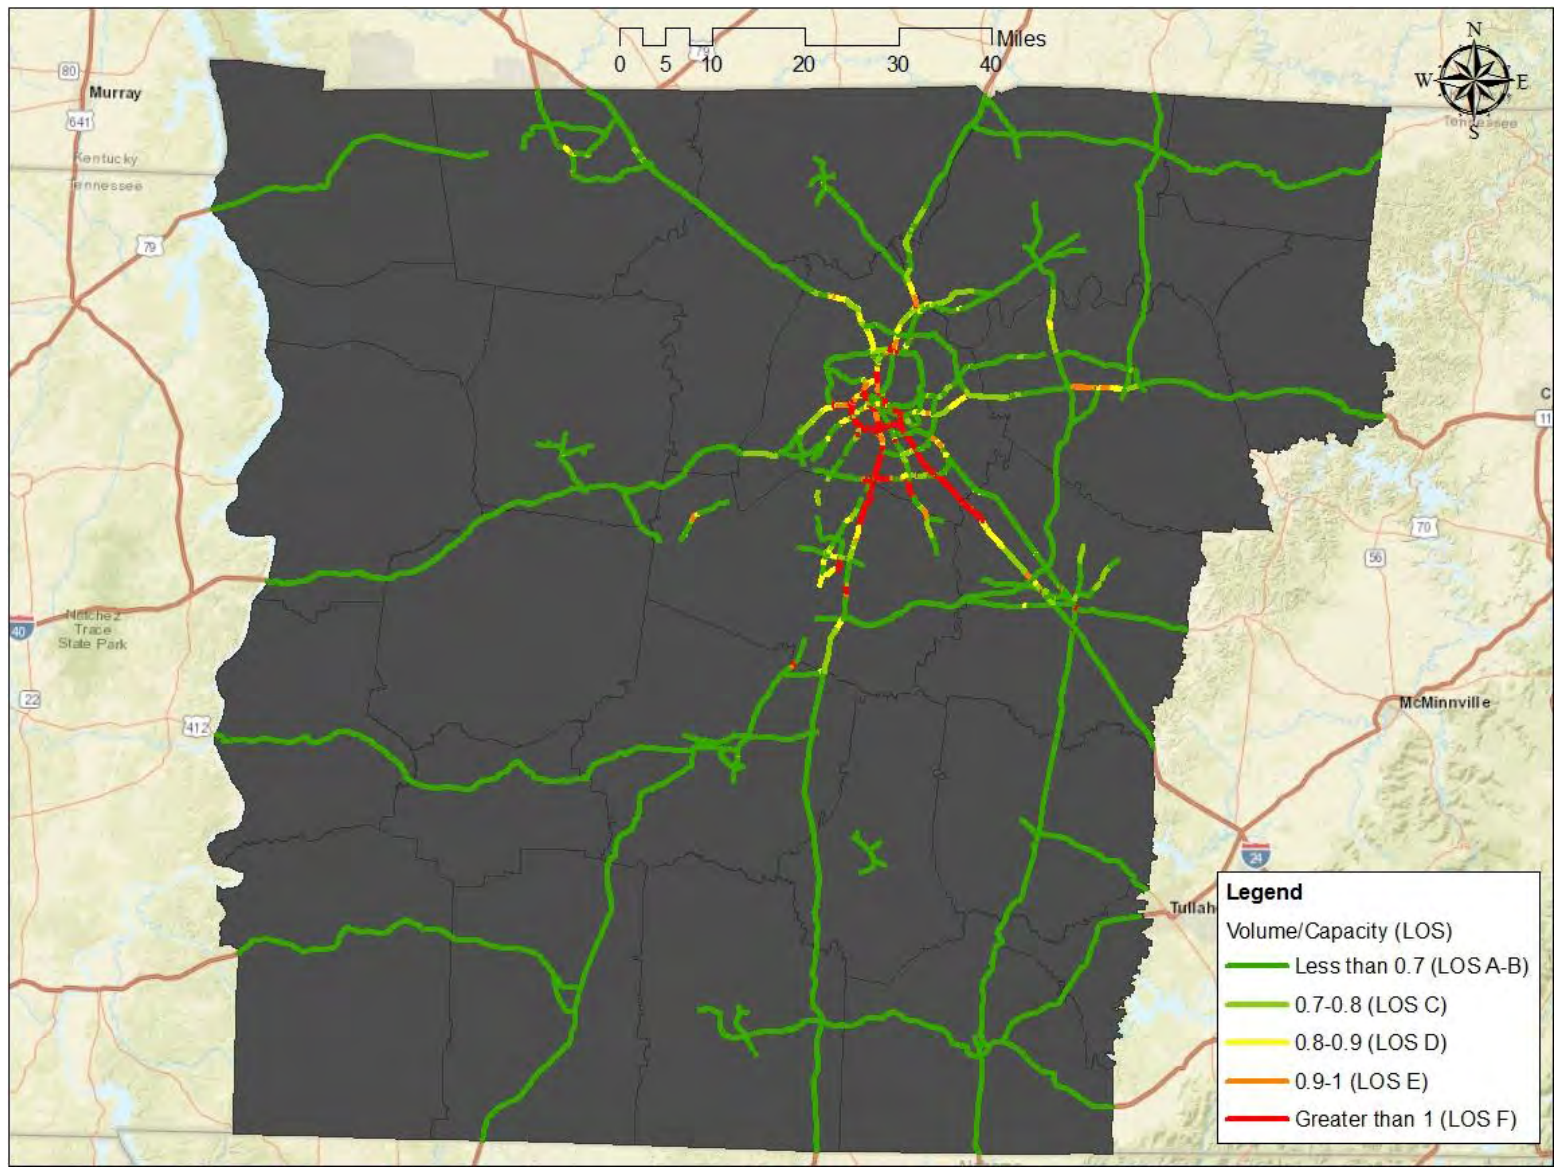 Miles
0 5 10 20 30 40
79
N
W E
S
80
Murray
641
Kentucky
Tennessee
Tennessee
79
C
11
70
56
Natchez
Trace
State Park
40
22
412
McMinnville
24
Tullah
Legend
Volume/Capacity (LOS)
Less than 0.7 (LOS A-B)
0.7-0.8 (LOS C)
0.8-0.9 (LOS D)
0.9-1 (LOS E)
Greater than 1 (LOS F)